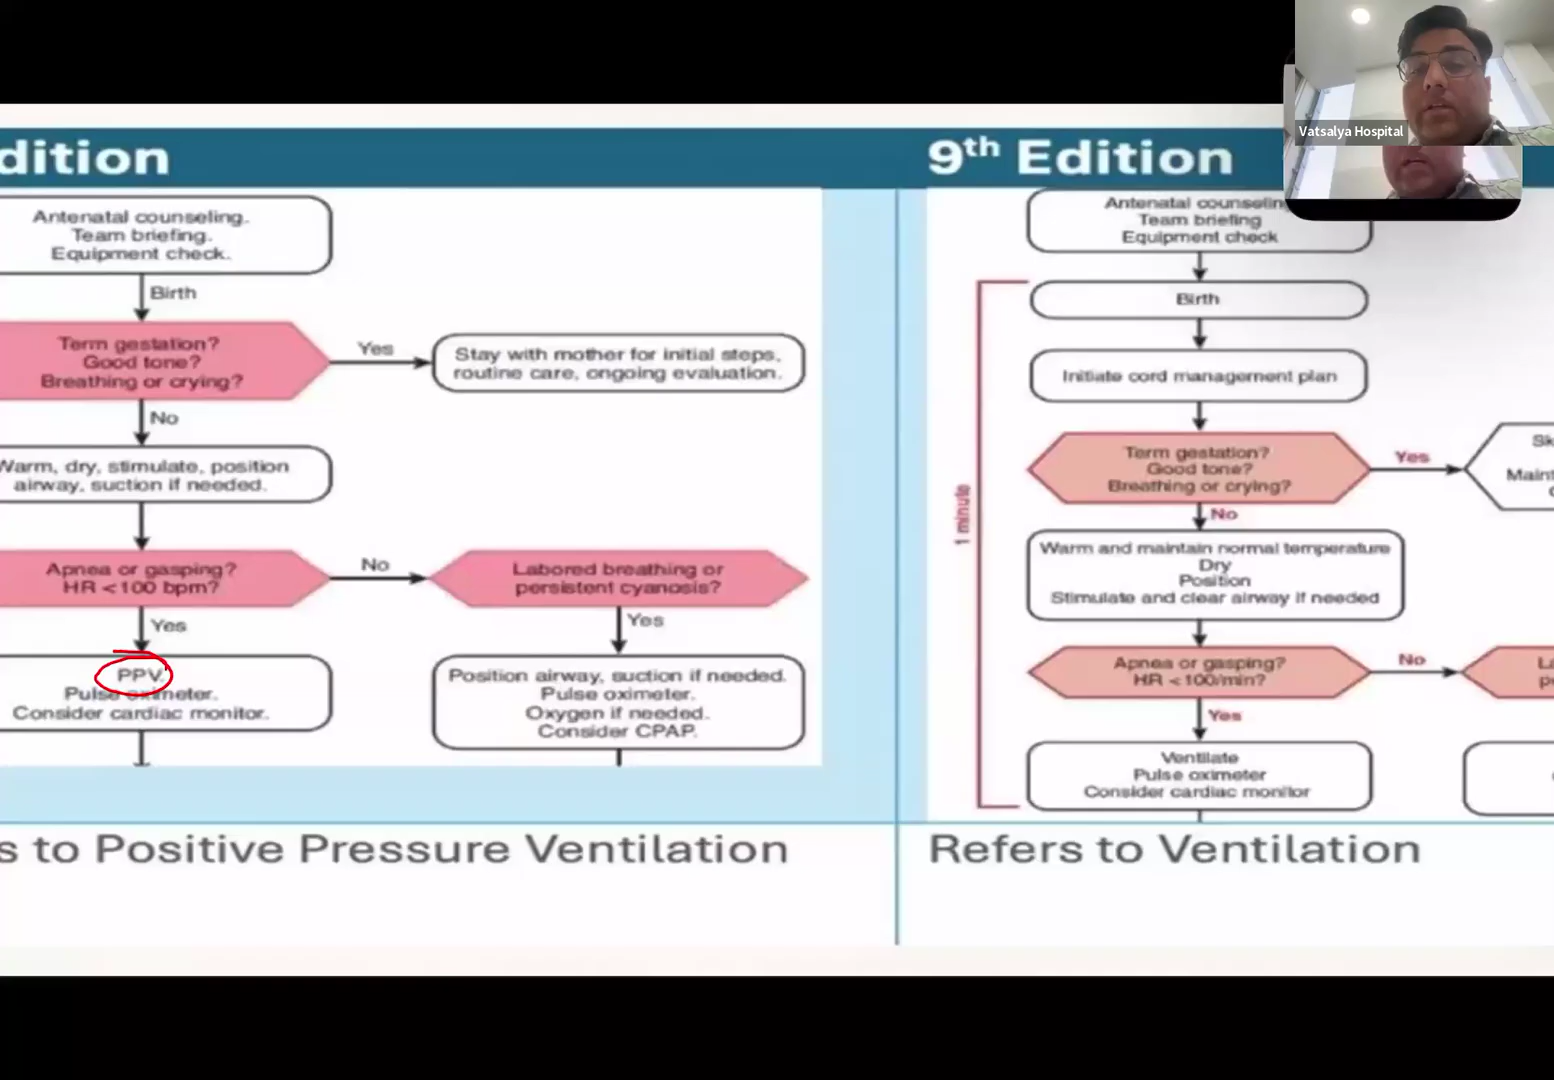 dition
Antenatal counseling.
Team briefing.
Equipment check.
Birth
Term gestation?
Good tone?
Breathing or crying?
Yes
Stay with mother for initial steps,
routine care, ongoing evaluation.
No
Warm, dry, stimulate, position
airway, suction if needed.
Apnea or gasping?
HR <100 bpm?
No
Labored breathing or
persistent cyanosis?
Yes
Yes
PPV.
Pulse oximeter.
Consider cardiac monitor.
Position airway, suction if needed.
Pulse oximeter.
Oxygen if needed.
Consider CPAP.
s to Positive Pressure Ventilation
9th Edition
Antenatal counseling
Team briefing
Equipment check
Birth
Initiate cord management plan
Term gestation?
Good tone?
Breathing or crying?
Yes
Sk
Maint
No
1 minute
Warm and maintain normal temperature
Dry
Position
Stimulate and clear airway if needed
Apnea or gasping?
HR <100/min?
No
La
p
Yes
Ventilate
Pulse oximeter
Consider cardiac monitor
Refers to Ventilation
Vatsalya Hospital